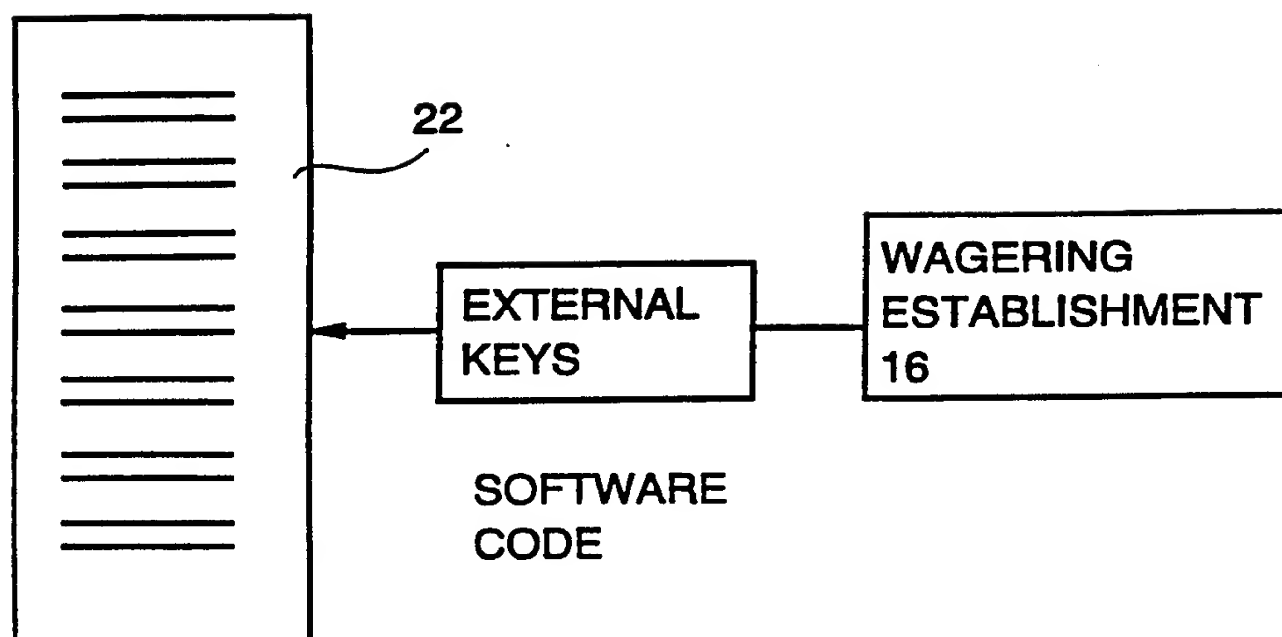 22
EXTERNAL
KEYS
WAGERING
ESTABLISHMENT
16
SOFTWARE
CODE